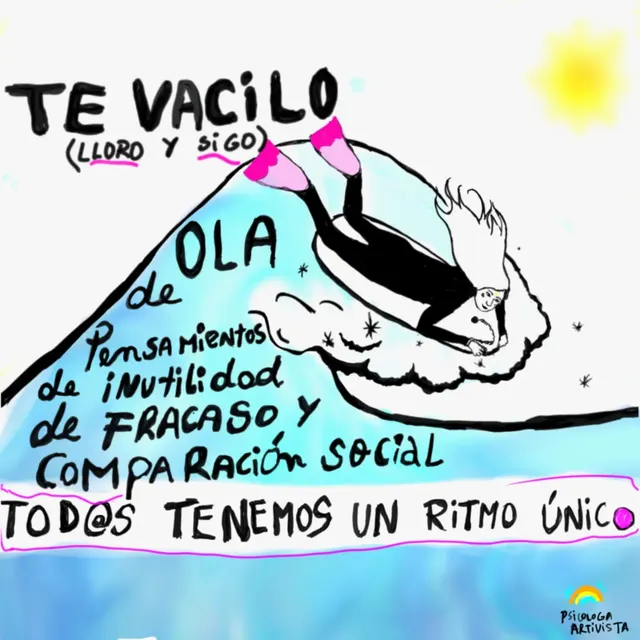 TE VACiLO
(LLORO Y SiGO)
OLA
de
PENSAMIENTOS
de iNUTiLiDAD
de FRACASO Y
COMPARACIÓN SOCIAL
TOD@S TENEMOS UN RiTMO ÚNICO
PSICOLOGA
ARTIVISTA